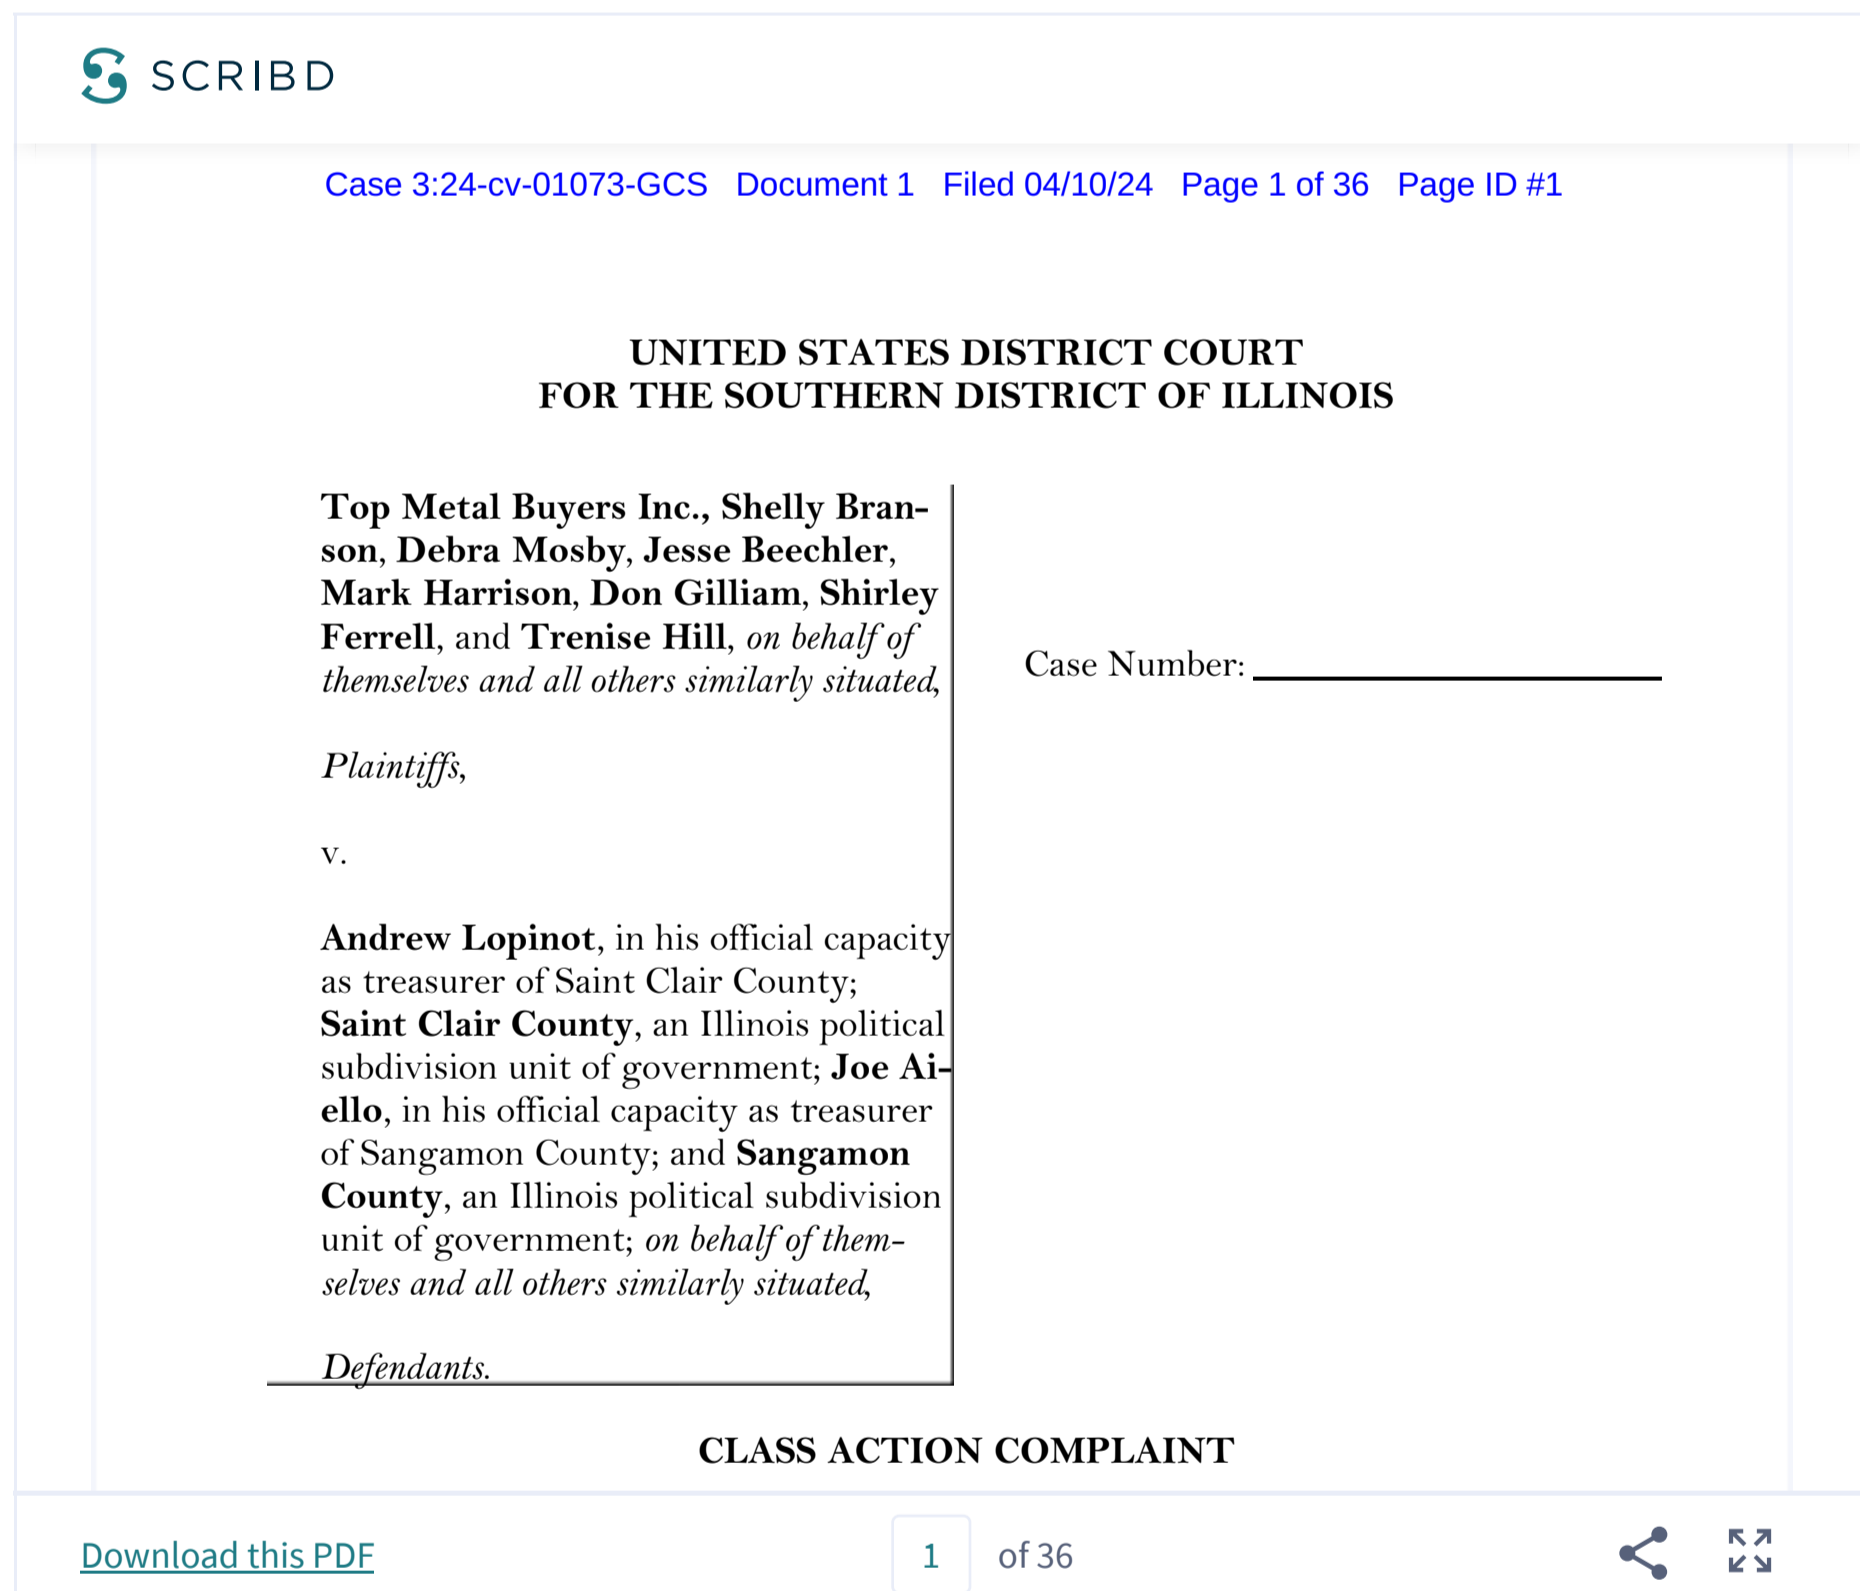 SCRIBD
Case 3:24-cv-01073-GCS Document 1 Filed 04/10/24 Page 1 of 36 Page ID #1
UNITED STATES DISTRICT COURT
FOR THE SOUTHERN DISTRICT OF ILLINOIS
Top Metal Buyers Inc., Shelly Bran-
son, Debra Mosby, Jesse Beechler,
Mark Harrison, Don Gilliam, Shirley
Ferrell, and Trenise Hill, on behalf of
themselves and all others similarly situated,
Plaintiffs,
v.
Andrew Lopinot, in his official capacity
as treasurer of Saint Clair County;
Saint Clair County, an Illinois political
subdivision unit of government; Joe Ai-
ello, in his official capacity as treasurer
of Sangamon County; and Sangamon
County, an Illinois political subdivision
unit of government; on behalf of them-
selves and all others similarly situated,
Defendants.
Case Number:
CLASS ACTION COMPLAINT
Download this PDF
1 of 36